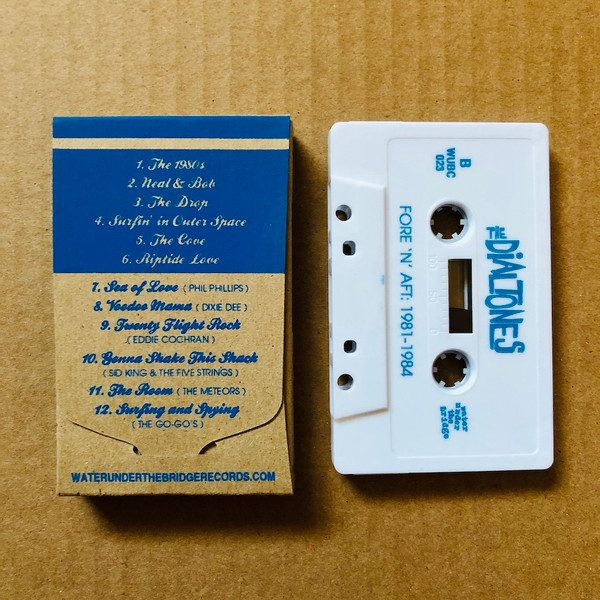 1. The 1980s
2. Neat & Bob
3. The Drop
4. Surfin' in Outer Space
5. The Cove
6. Riptide Love
7. Sea of Love ( PHIL PHILLIPS )
8. Voodoo Mama ( DIXIE DEE )
9. Twenty Flight Rock
( EDDIE COCHRAN )
10. Gonna Shake This Shack
( SID KING & THE FIVE STRINGS )
11. The Room ( THE METEORS )
12. Surfing and Spying
( THE GO-GO'S )
WATERUNDERTHEBRIDGERECORDS.COM
B
WUBC
023
THE DIALTONES
FORE 'N' AFT: 1981-1984
water
under
the
bridge